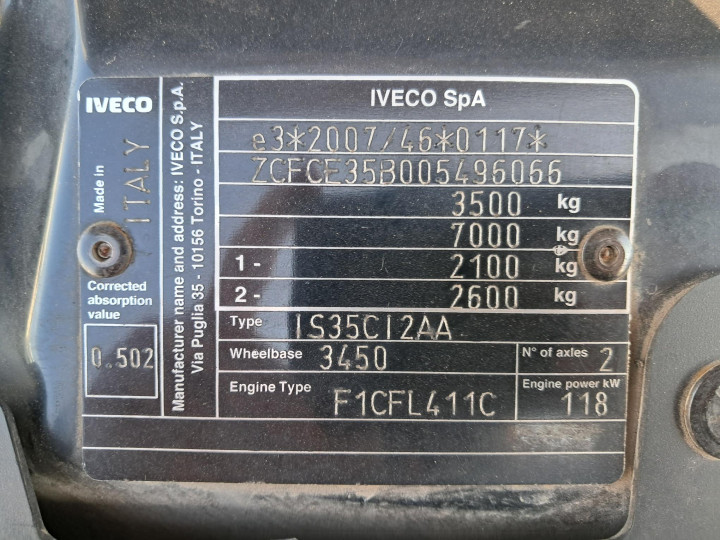 IVECO
Made in
ITALY
Corrected
absorption
value
0.502
Manufacturer name and address: IVECO S.p.A.
Via Puglia 35 - 10156 Torino - ITALY
IVECO SpA
e3*2007/46*0117*
ZCFCE35B005496066
3500 kg
7000 kg
1 - 2100 kg
2 - 2600 kg
Type IS35CI2AA
Wheelbase 3450 N° of axles 2
Engine Type F1CFL411C Engine power kW 118